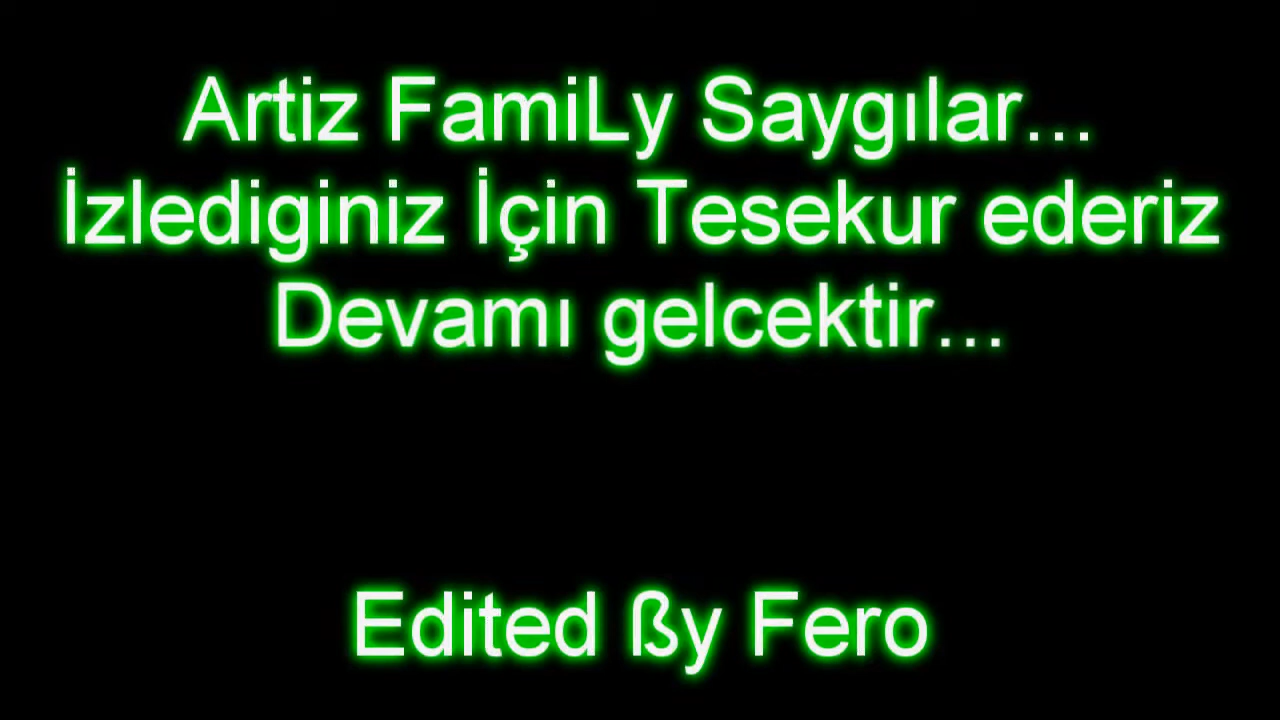 Artiz FamiLy Saygılar...
İzlediginiz İçin Tesekur ederiz
Devamı gelcektir...
Edited ßy Fero